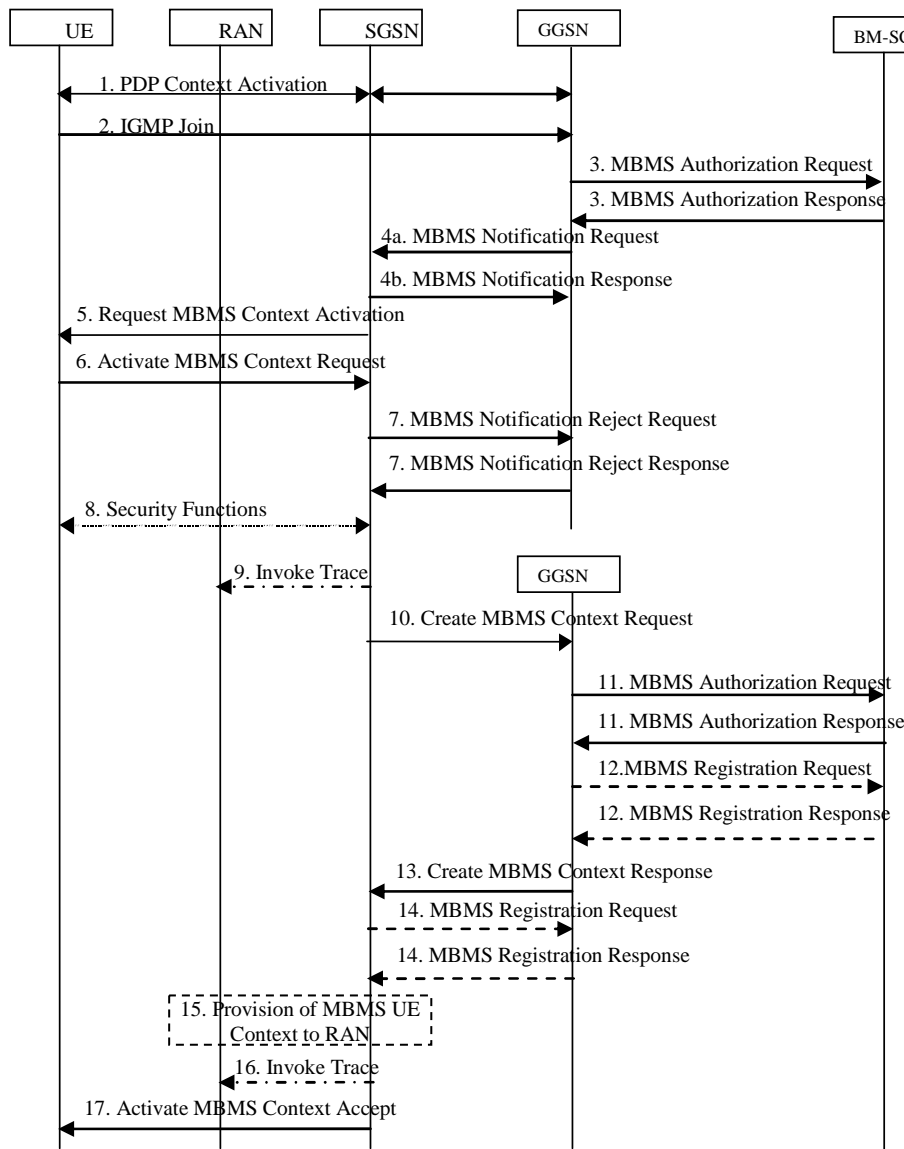 UE
RAN
SGSN
GGSN
BM-SC
1. PDP Context Activation
2. IGMP Join
3. MBMS Authorization Request
3. MBMS Authorization Response
4a. MBMS Notification Request
4b. MBMS Notification Response
5. Request MBMS Context Activation
6. Activate MBMS Context Request
7. MBMS Notification Reject Request
7. MBMS Notification Reject Response
8. Security Functions
9. Invoke Trace
GGSN
10. Create MBMS Context Request
11. MBMS Authorization Request
11. MBMS Authorization Response
12.MBMS Registration Request
12. MBMS Registration Response
13. Create MBMS Context Response
14. MBMS Registration Request
14. MBMS Registration Response
15. Provision of MBMS UE
Context to RAN
16. Invoke Trace
17. Activate MBMS Context Accept